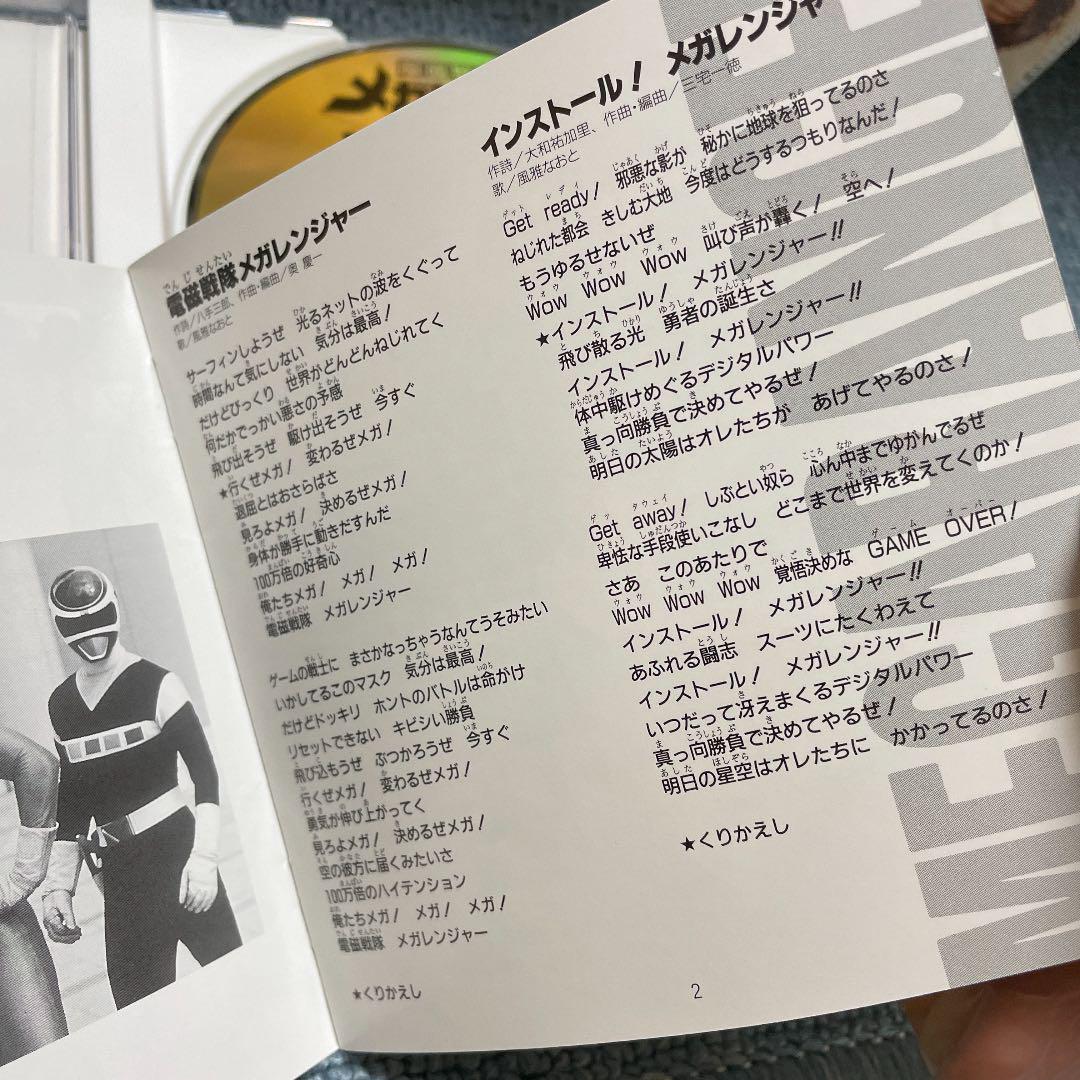 電磁戦隊メガレンジャー
作詩/八手三郎、作曲・編曲/奥慶一
歌/風雅なおと
サーフィンしようぜ 光るネットの波をくぐって
時間なんて気にしない 気分は最高!
だけどびっくり 世界がどんどんねじれてく
何だかでっかい悪さの予感
飛び出そうぜ 駆け出そうぜ 今すぐ
★行くぜメガ! 変わるぜメガ!
退屈とはおさらばさ
見ろよメガ! 決めるぜメガ!
身体が勝手に動きだすんだ
100万倍の好奇心
俺たちメガ! メガ! メガ!
電磁戦隊 メガレンジャー
ゲームの戦士に まさかなっちゃうなんてうそみたい
いかしてるこのマスク 気分は最高!
だけどドッキリ ホントのバトルは命がけ
リセットできない キビシい勝負
飛び込もうぜ ぶつかろうぜ 今すぐ
行くぜメガ! 変わるぜメガ!
勇気が伸び上がってく
見ろよメガ! 決めるぜメガ!
空の彼方に届くみたいさ
100万倍のハイテンション
俺たちメガ! メガ! メガ!
電磁戦隊 メガレンジャー
★くりかえし
インストール! メガレンジャー
作詩/大和祐加里、作曲・編曲/三宅一徳
歌/風雅なおと
Get ready! 邪悪な影が 秘かに地球を狙ってるのさ
ねじれた都会 きしむ大地 今度はどうするつもりなんだ!
もうゆるせないぜ 叫び声が轟く! 空へ!
Wow Wow Wow
★インストール! メガレンジャー!!
飛び散る光 勇者の誕生さ
インストール! メガレンジャー!!
体中駆けめぐるデジタルパワー
真っ向勝負で決めてやるぜ!
明日の太陽はオレたちが あげてやるのさ!
Get away! しぶとい奴ら 心ん中までゆがんでるぜ
卑怯な手段使いこなし どこまで世界を変えてくのか!
さあ このあたりで
Wow Wow Wow 覚悟決めな GAME OVER!
インストール! メガレンジャー!!
あふれる闘志 スーツにたくわえて
インストール! メガレンジャー!!
いつだって冴えまくるデジタルパワー
真っ向勝負で決めてやるぜ!
明日の星空はオレたちに かかってるのさ!
★くりかえし
2